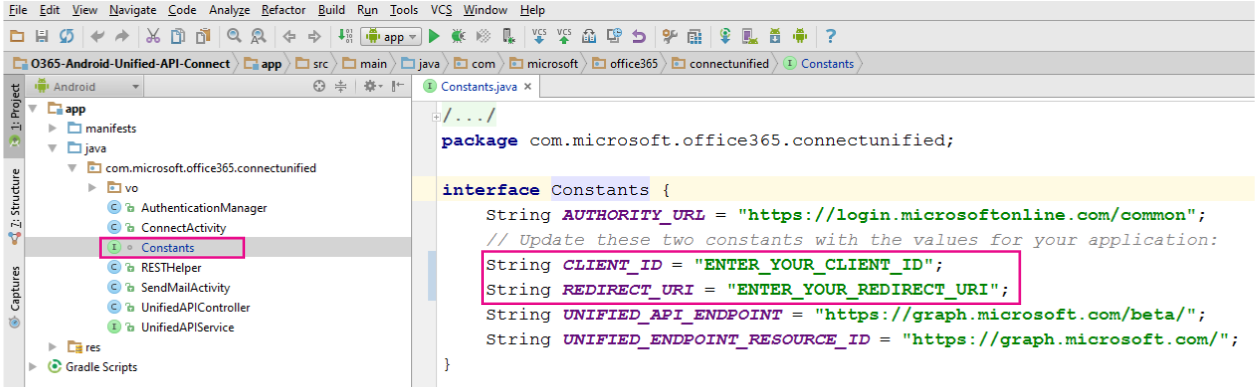 File Edit View Navigate Code Analyze Refactor Build Run Tools VCS Window Help
app VCS VCS ?
O365-Android-Unified-API-Connect app src main java com microsoft office365 connectunified Constants
1: Project
7: Structure
Captures
Android
app
manifests
java
com.microsoft.office365.connectunified
vo
AuthenticationManager
ConnectActivity
Constants
RESTHelper
SendMailActivity
UnifiedAPIController
UnifiedAPIService
res
Gradle Scripts
Constants.java ×
/.../
package com.microsoft.office365.connectunified;
interface Constants {
String AUTHORITY_URL = "https://login.microsoftonline.com/common";
// Update these two constants with the values for your application:
String CLIENT_ID = "ENTER_YOUR_CLIENT_ID";
String REDIRECT_URI = "ENTER_YOUR_REDIRECT_URI";
String UNIFIED_API_ENDPOINT = "https://graph.microsoft.com/beta/";
String UNIFIED_ENDPOINT_RESOURCE_ID = "https://graph.microsoft.com/";
}